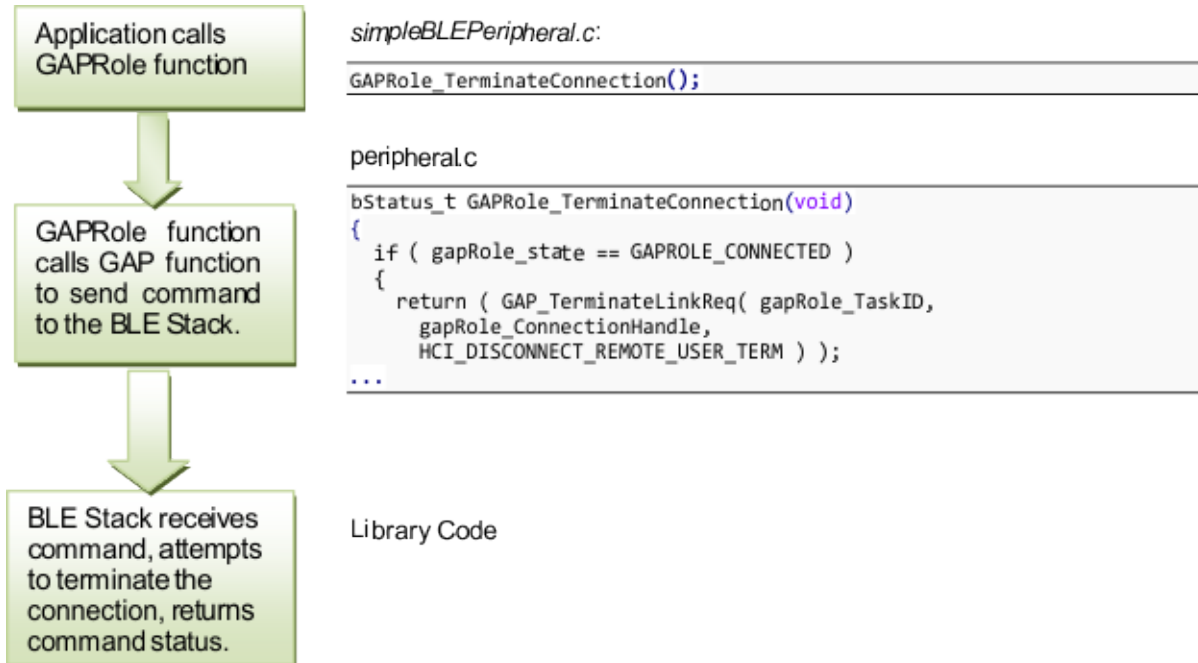 Application calls
GAPRole function
simpleBLEPeripheral.c:
GAPRole_TerminateConnection();
GAPRole function
calls GAP function
to send command
to the BLE Stack.
peripheral.c
bStatus_t GAPRole_TerminateConnection(void)
{
if ( gapRole_state == GAPROLE_CONNECTED )
{
return ( GAP_TerminateLinkReq( gapRole_TaskID,
gapRole_ConnectionHandle,
HCI_DISCONNECT_REMOTE_USER_TERM ) );
...
BLE Stack receives
command, attempts
to terminate the
connection, returns
command status.
Library Code